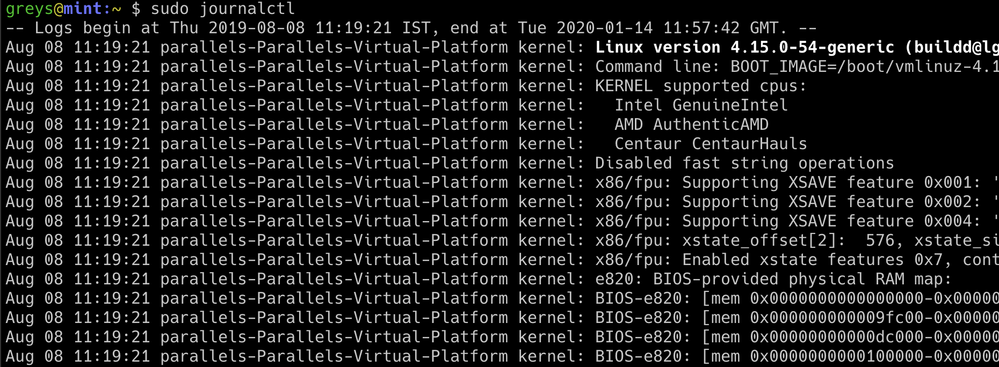 greys@mint:~ $ sudo journalctl
-- Logs begin at Thu 2019-08-08 11:19:21 IST, end at Tue 2020-01-14 11:57:42 GMT. --
Aug 08 11:19:21 parallels-Parallels-Virtual-Platform kernel: Linux version 4.15.0-54-generic (buildd@lg
Aug 08 11:19:21 parallels-Parallels-Virtual-Platform kernel: Command line: BOOT_IMAGE=/boot/vmlinuz-4.1
Aug 08 11:19:21 parallels-Parallels-Virtual-Platform kernel: KERNEL supported cpus:
Aug 08 11:19:21 parallels-Parallels-Virtual-Platform kernel:   Intel GenuineIntel
Aug 08 11:19:21 parallels-Parallels-Virtual-Platform kernel:   AMD AuthenticAMD
Aug 08 11:19:21 parallels-Parallels-Virtual-Platform kernel:   Centaur CentaurHauls
Aug 08 11:19:21 parallels-Parallels-Virtual-Platform kernel: Disabled fast string operations
Aug 08 11:19:21 parallels-Parallels-Virtual-Platform kernel: x86/fpu: Supporting XSAVE feature 0x001: '
Aug 08 11:19:21 parallels-Parallels-Virtual-Platform kernel: x86/fpu: Supporting XSAVE feature 0x002: '
Aug 08 11:19:21 parallels-Parallels-Virtual-Platform kernel: x86/fpu: Supporting XSAVE feature 0x004: '
Aug 08 11:19:21 parallels-Parallels-Virtual-Platform kernel: x86/fpu: xstate_offset[2]:  576, xstate_si
Aug 08 11:19:21 parallels-Parallels-Virtual-Platform kernel: x86/fpu: Enabled xstate features 0x7, cont
Aug 08 11:19:21 parallels-Parallels-Virtual-Platform kernel: e820: BIOS-provided physical RAM map:
Aug 08 11:19:21 parallels-Parallels-Virtual-Platform kernel: BIOS-e820: [mem 0x0000000000000000-0x00000
Aug 08 11:19:21 parallels-Parallels-Virtual-Platform kernel: BIOS-e820: [mem 0x000000000009fc00-0x00000
Aug 08 11:19:21 parallels-Parallels-Virtual-Platform kernel: BIOS-e820: [mem 0x00000000000dc000-0x00000
Aug 08 11:19:21 parallels-Parallels-Virtual-Platform kernel: BIOS-e820: [mem 0x0000000000100000-0x00000